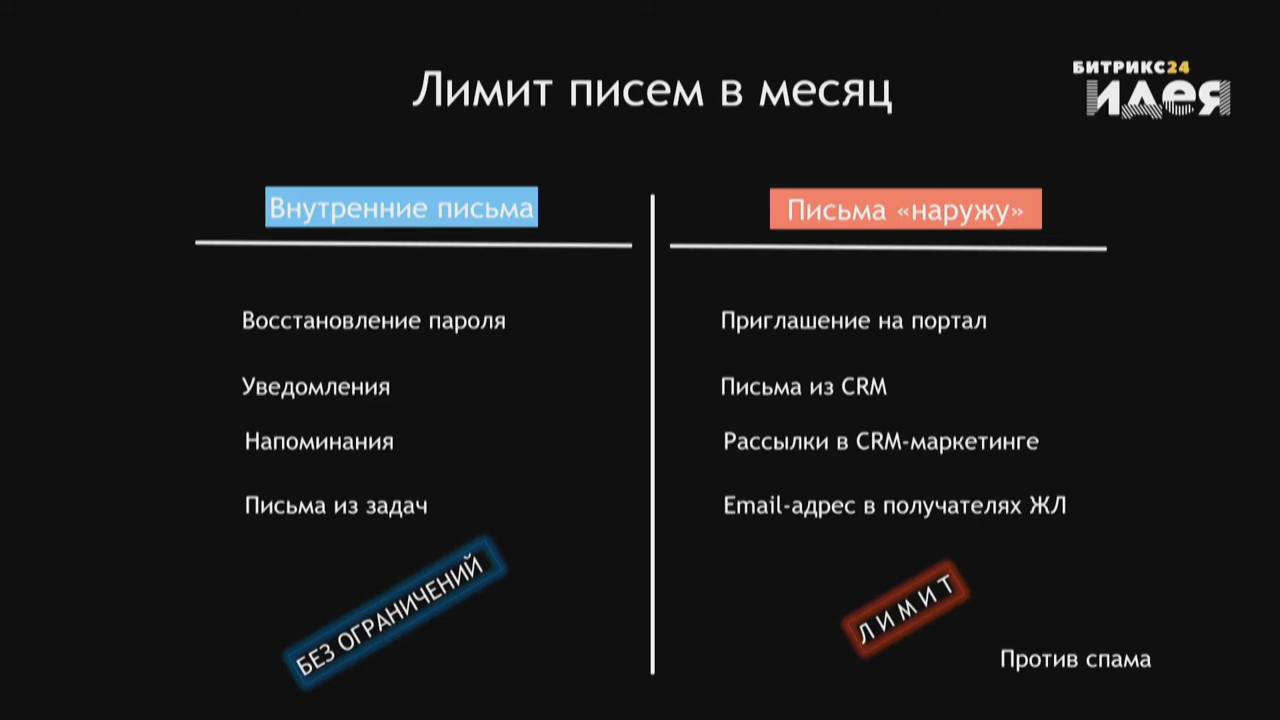 Лимит писем в месяц
БИТРИКС24
идея
Внутренние письма
Восстановление пароля
Уведомления
Напоминания
Письма из задач
БЕЗ ОГРАНИЧЕНИЙ
Письма «наружу»
Приглашение на портал
Письма из CRM
Рассылки в CRM-маркетинге
Email-адрес в получателях ЖЛ
ЛИМИТ
Против спама